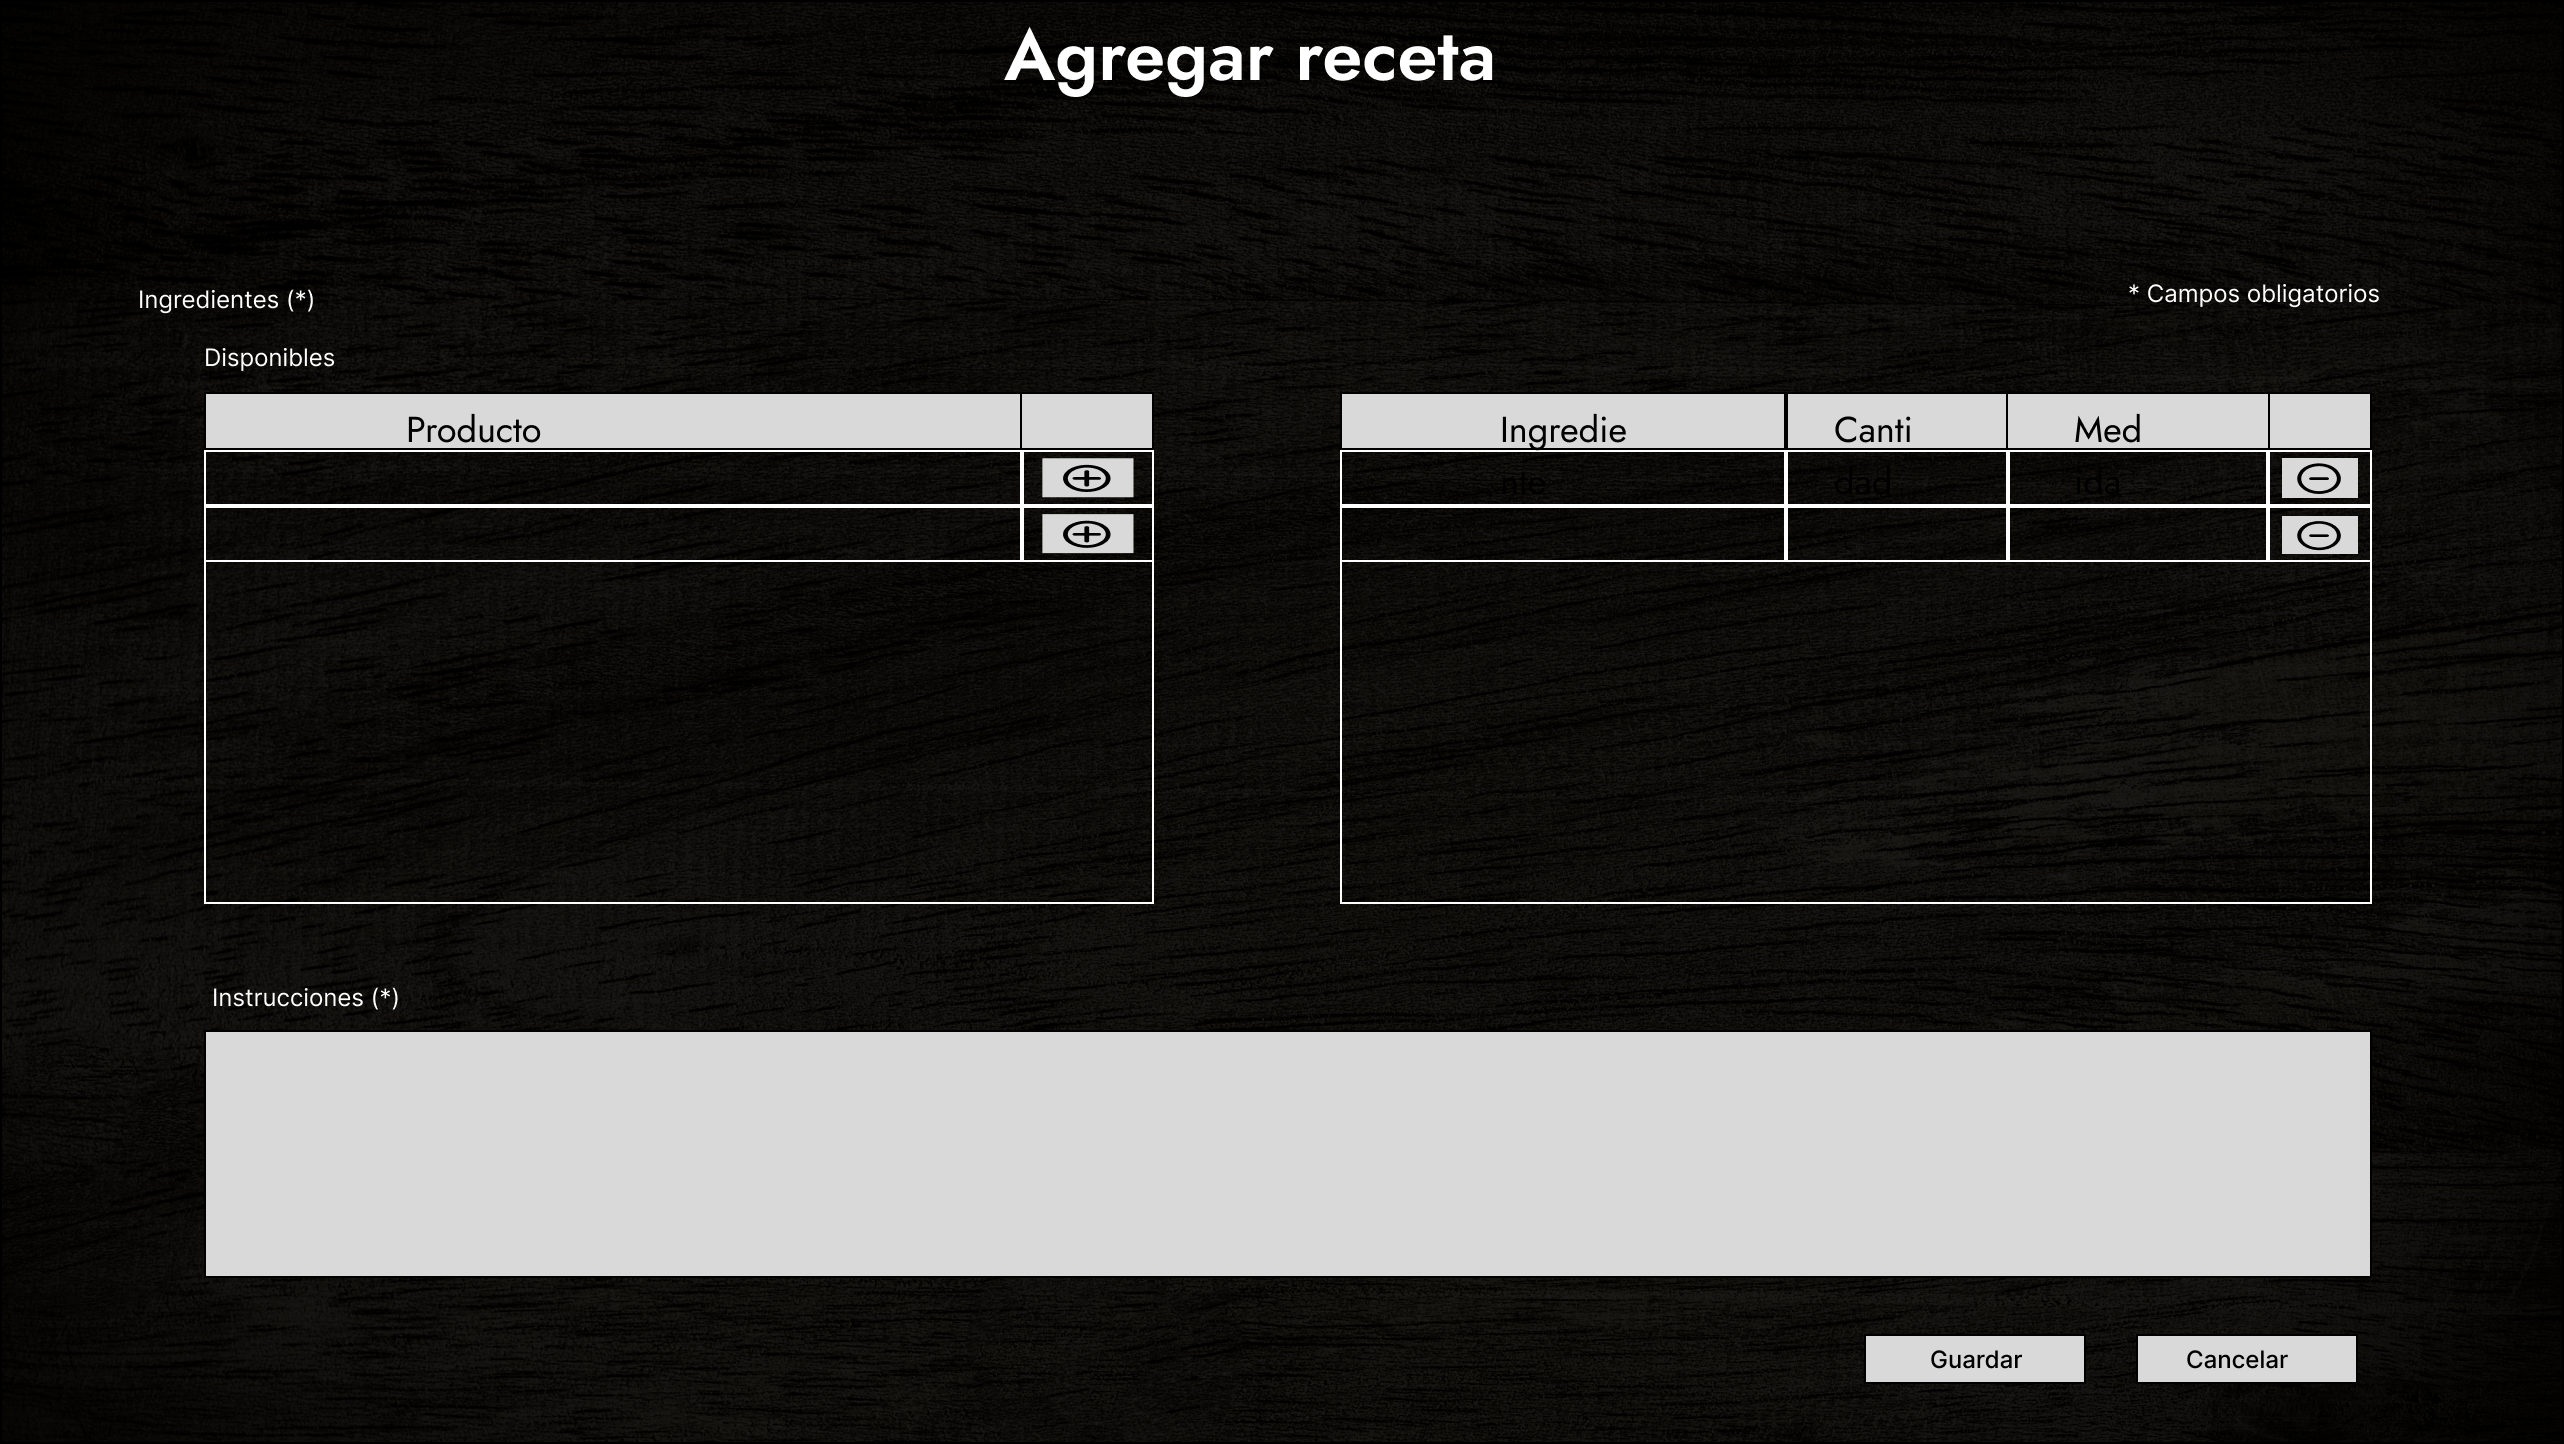 Agregar receta
Ingredientes (*)
* Campos obligatorios
Disponibles
Producto
Ingredie
nte
Canti
dad
Med
ida
Instrucciones (*)
Guardar
Cancelar